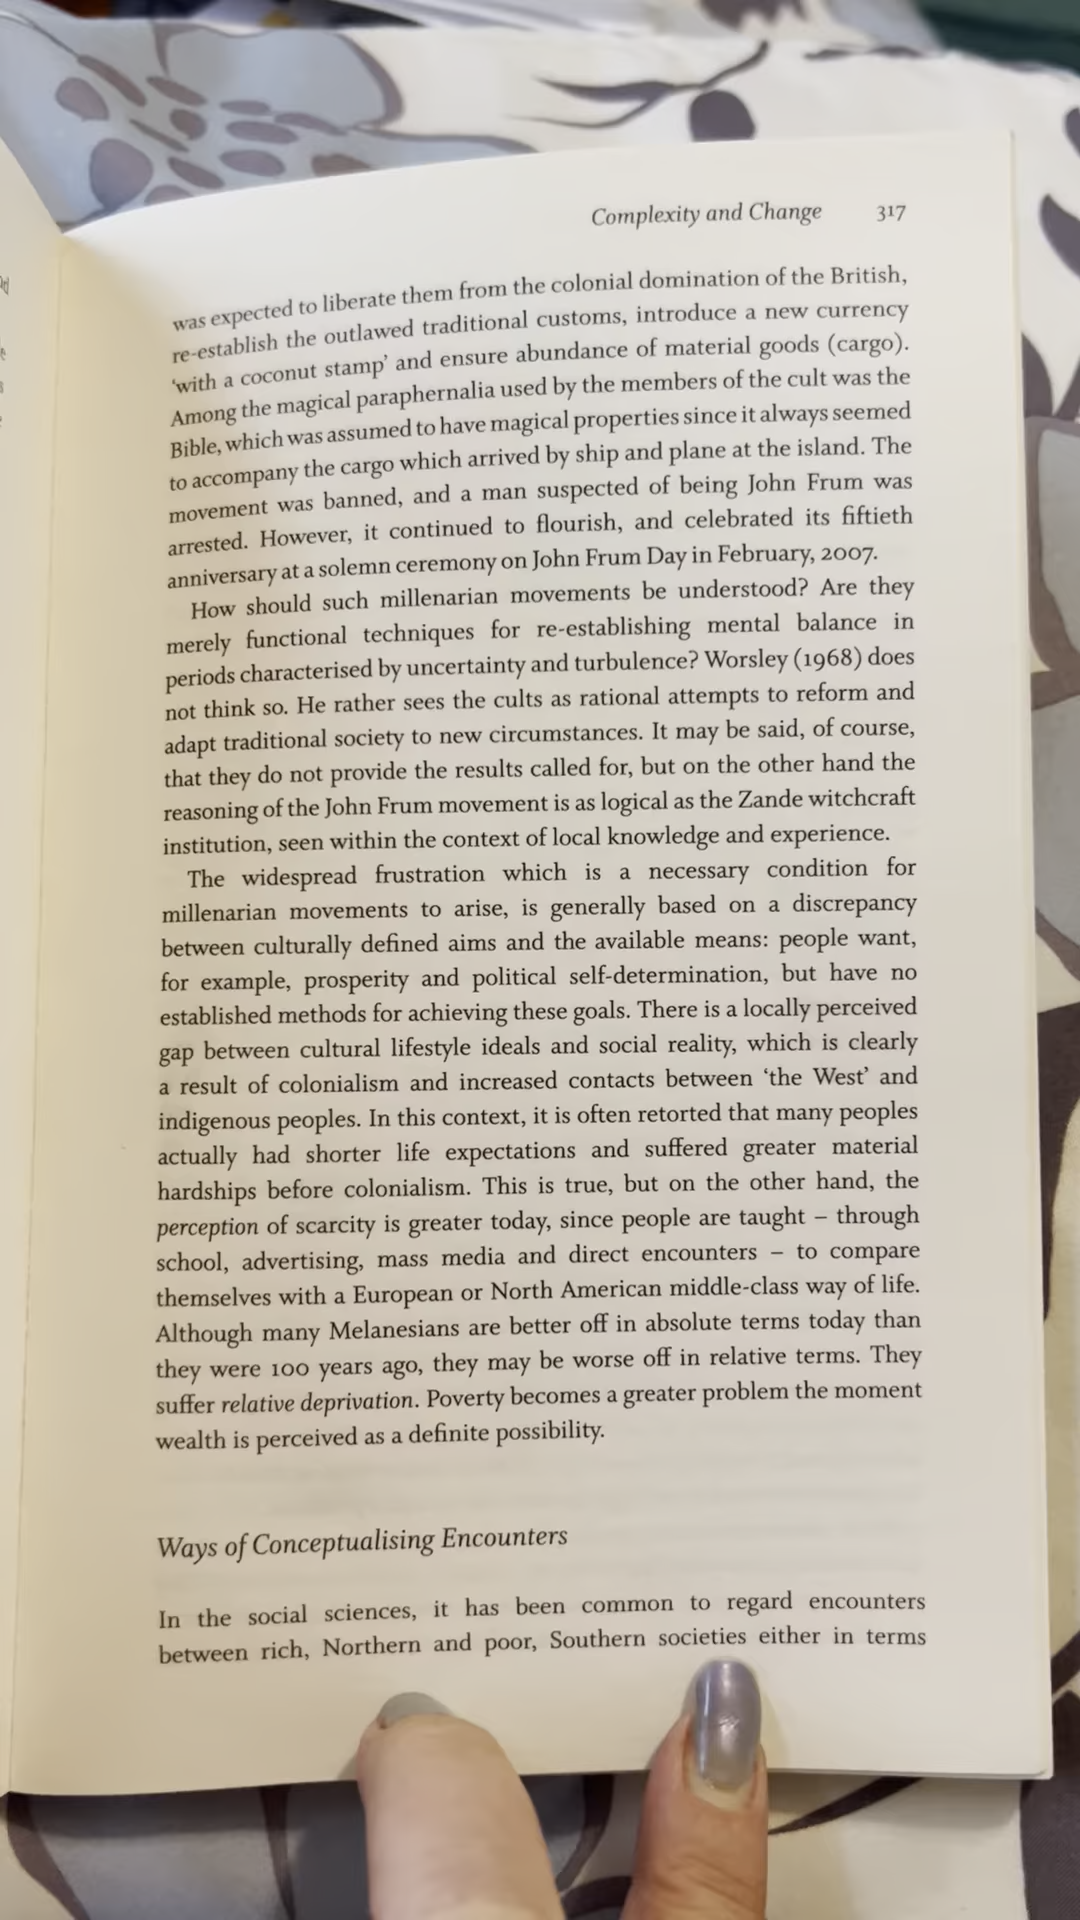 Complexity and Change 317
was expected to liberate them from the colonial domination of the British,
re-establish the outlawed traditional customs, introduce a new currency
‘with a coconut stamp’ and ensure abundance of material goods (cargo).
Among the magical paraphernalia used by the members of the cult was the
Bible, which was assumed to have magical properties since it always seemed
to accompany the cargo which arrived by ship and plane at the island. The
movement was banned, and a man suspected of being John Frum was
arrested. However, it continued to flourish, and celebrated its fiftieth
anniversary at a solemn ceremony on John Frum Day in February, 2007.
How should such millenarian movements be understood? Are they
merely functional techniques for re-establishing mental balance in
periods characterised by uncertainty and turbulence? Worsley (1968) does
not think so. He rather sees the cults as rational attempts to reform and
adapt traditional society to new circumstances. It may be said, of course,
that they do not provide the results called for, but on the other hand the
reasoning of the John Frum movement is as logical as the Zande witchcraft
institution, seen within the context of local knowledge and experience.
The widespread frustration which is a necessary condition for
millenarian movements to arise, is generally based on a discrepancy
between culturally defined aims and the available means: people want,
for example, prosperity and political self-determination, but have no
established methods for achieving these goals. There is a locally perceived
gap between cultural lifestyle ideals and social reality, which is clearly
a result of colonialism and increased contacts between ‘the West’ and
indigenous peoples. In this context, it is often retorted that many peoples
actually had shorter life expectations and suffered greater material
hardships before colonialism. This is true, but on the other hand, the
perception of scarcity is greater today, since people are taught – through
school, advertising, mass media and direct encounters – to compare
themselves with a European or North American middle-class way of life.
Although many Melanesians are better off in absolute terms today than
they were 100 years ago, they may be worse off in relative terms. They
suffer relative deprivation. Poverty becomes a greater problem the moment
wealth is perceived as a definite possibility.
Ways of Conceptualising Encounters
In the social sciences, it has been common to regard encounters
between rich, Northern and poor, Southern societies either in terms